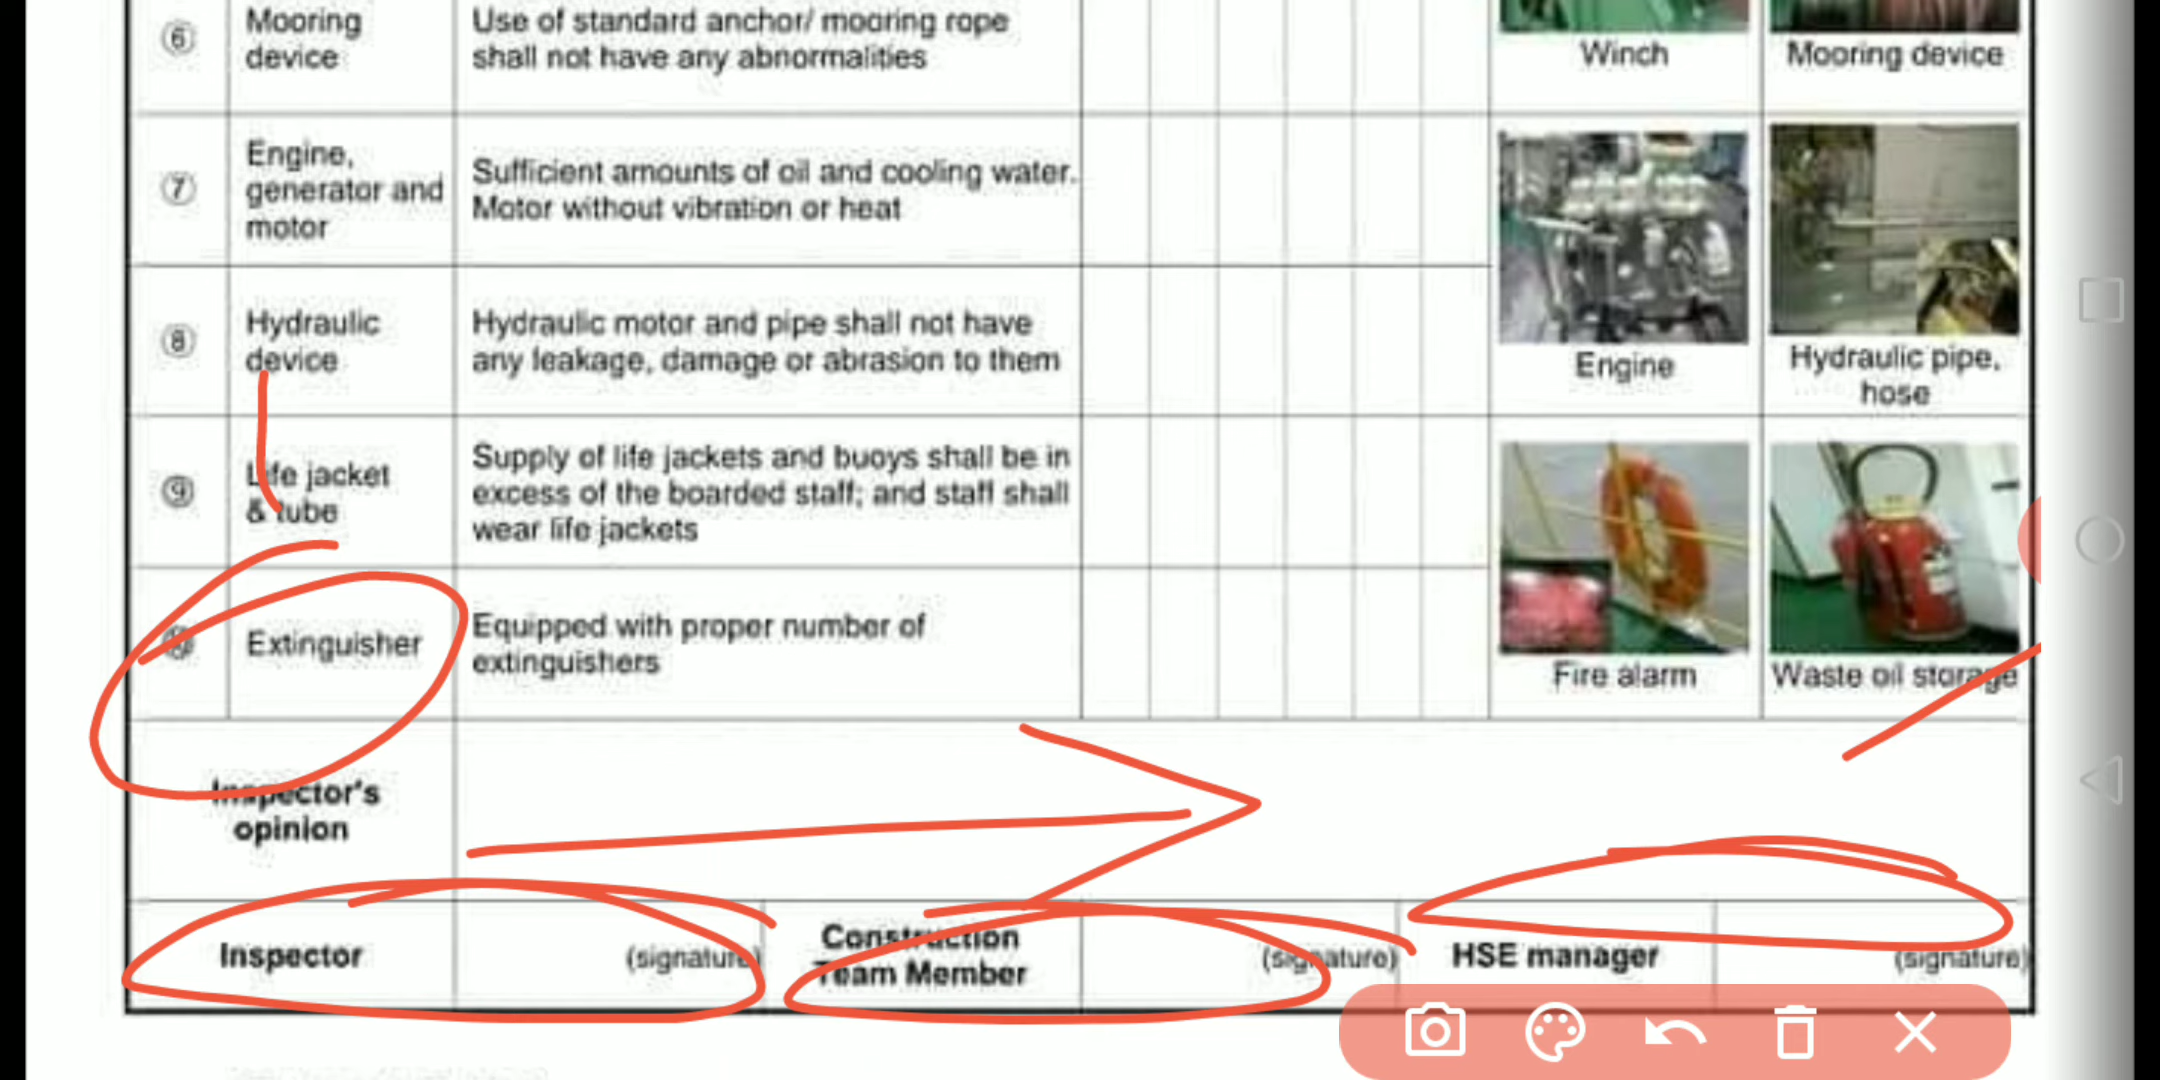 ⑥
Mooring
device
Use of standard anchor/ mooring rope
shall not have any abnormalities
Winch
Mooring device
⑦
Engine,
generator and
motor
Sufficient amounts of oil and cooling water.
Motor without vibration or heat
⑧
Hydraulic
device
Hydraulic motor and pipe shall not have
any leakage, damage or abrasion to them
Engine
Hydraulic pipe,
hose
⑨
Life jacket
& tube
Supply of life jackets and buoys shall be in
excess of the boarded staff; and staff shall
wear life jackets
Extinguisher
Equipped with proper number of
extinguishers
Fire alarm
Waste oil storage
Inspector's
opinion
Inspector
(signature)
Construction
Team Member
(signature)
HSE manager
(signature)